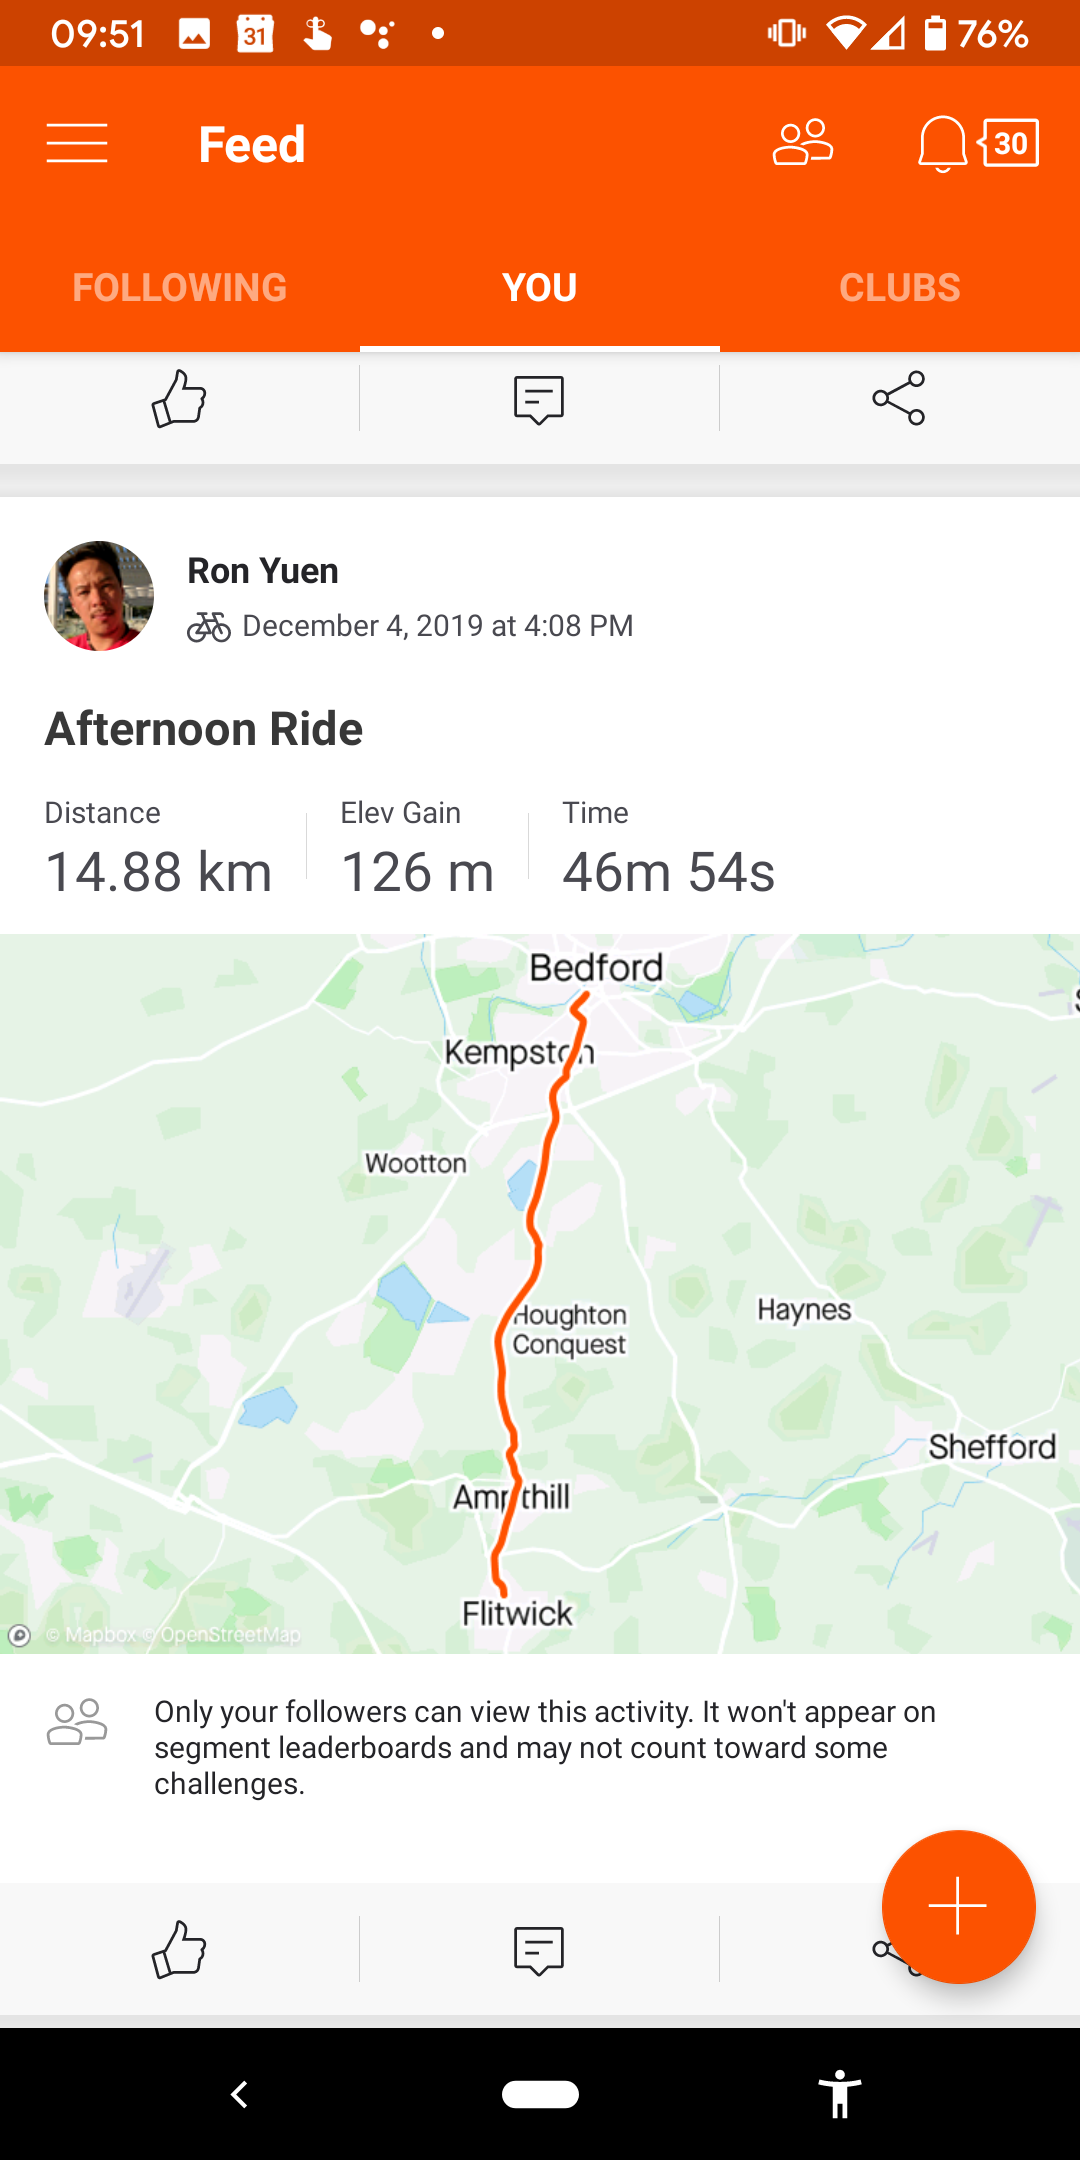 09:51
31
76%
Feed
30
FOLLOWING
YOU
CLUBS
Ron Yuen
December 4, 2019 at 4:08 PM
Afternoon Ride
Distance
Elev Gain
Time
14.88 km
126 m
46m 54s
Bedford
Kempston
Wootton
Houghton
Conquest
Haynes
Shefford
Ampthill
Flitwick
© Mapbox © OpenStreetMap
Only your followers can view this activity. It won't appear on
segment leaderboards and may not count toward some
challenges.